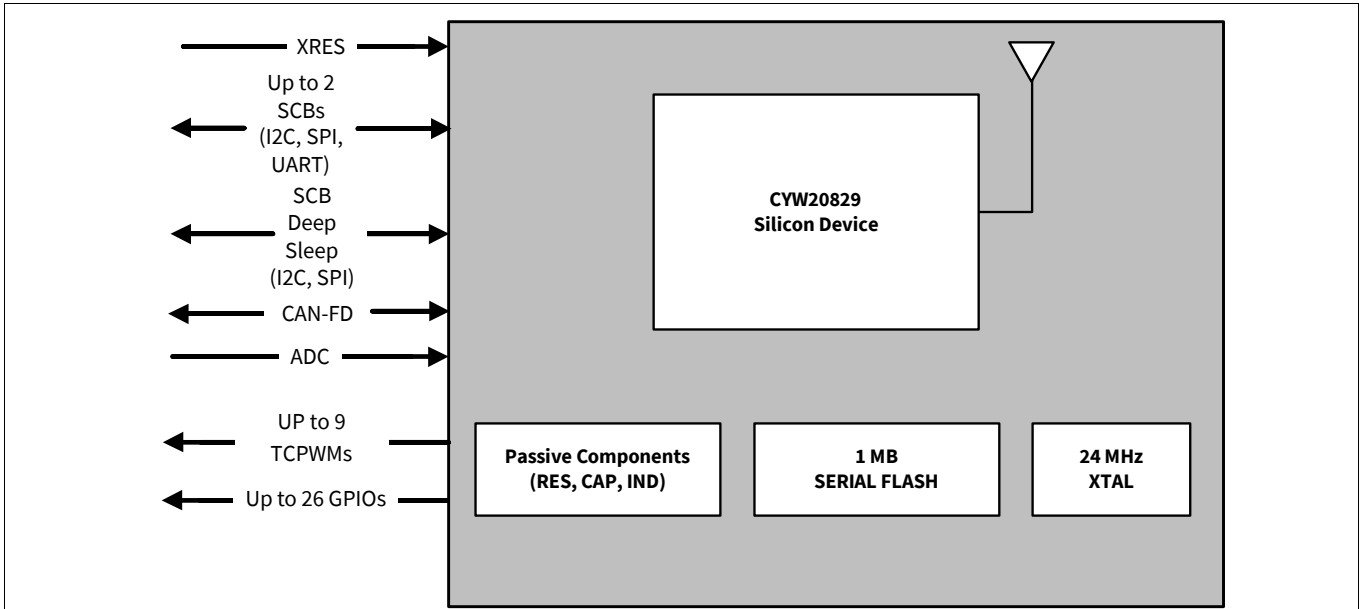 XRES
Up to 2
SCBs
(I2C, SPI,
UART)
SCB
Deep
Sleep
(I2C, SPI)
CAN-FD
ADC
UP to 9
TCPWMs
Up to 26 GPIOs
CYW20829
Silicon Device
Passive Components
(RES, CAP, IND)
1 MB
SERIAL FLASH
24 MHz
XTAL